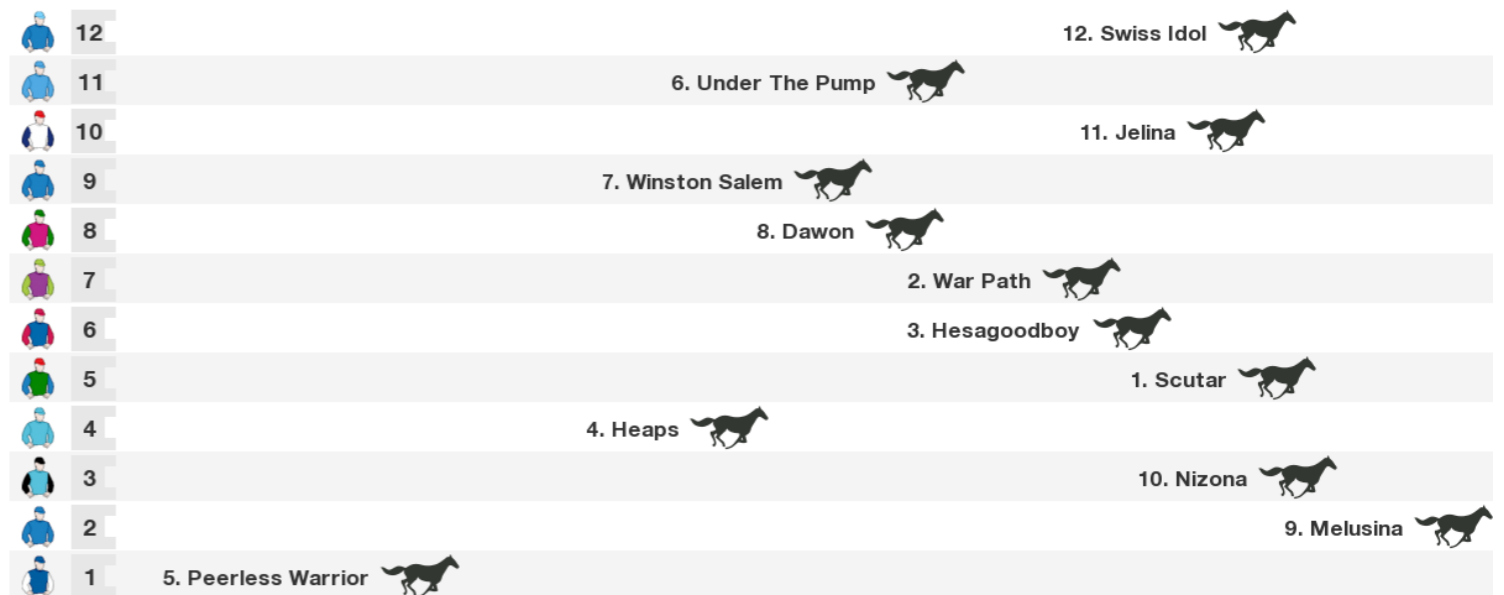 12 12. Swiss Idol
11 6. Under The Pump
10 11. Jelina
9 7. Winston Salem
8 8. Dawon
7 2. War Path
6 3. Hesagoodboy
5 1. Scutar
4 4. Heaps
3 10. Nizona
2 9. Melusina
1 5. Peerless Warrior